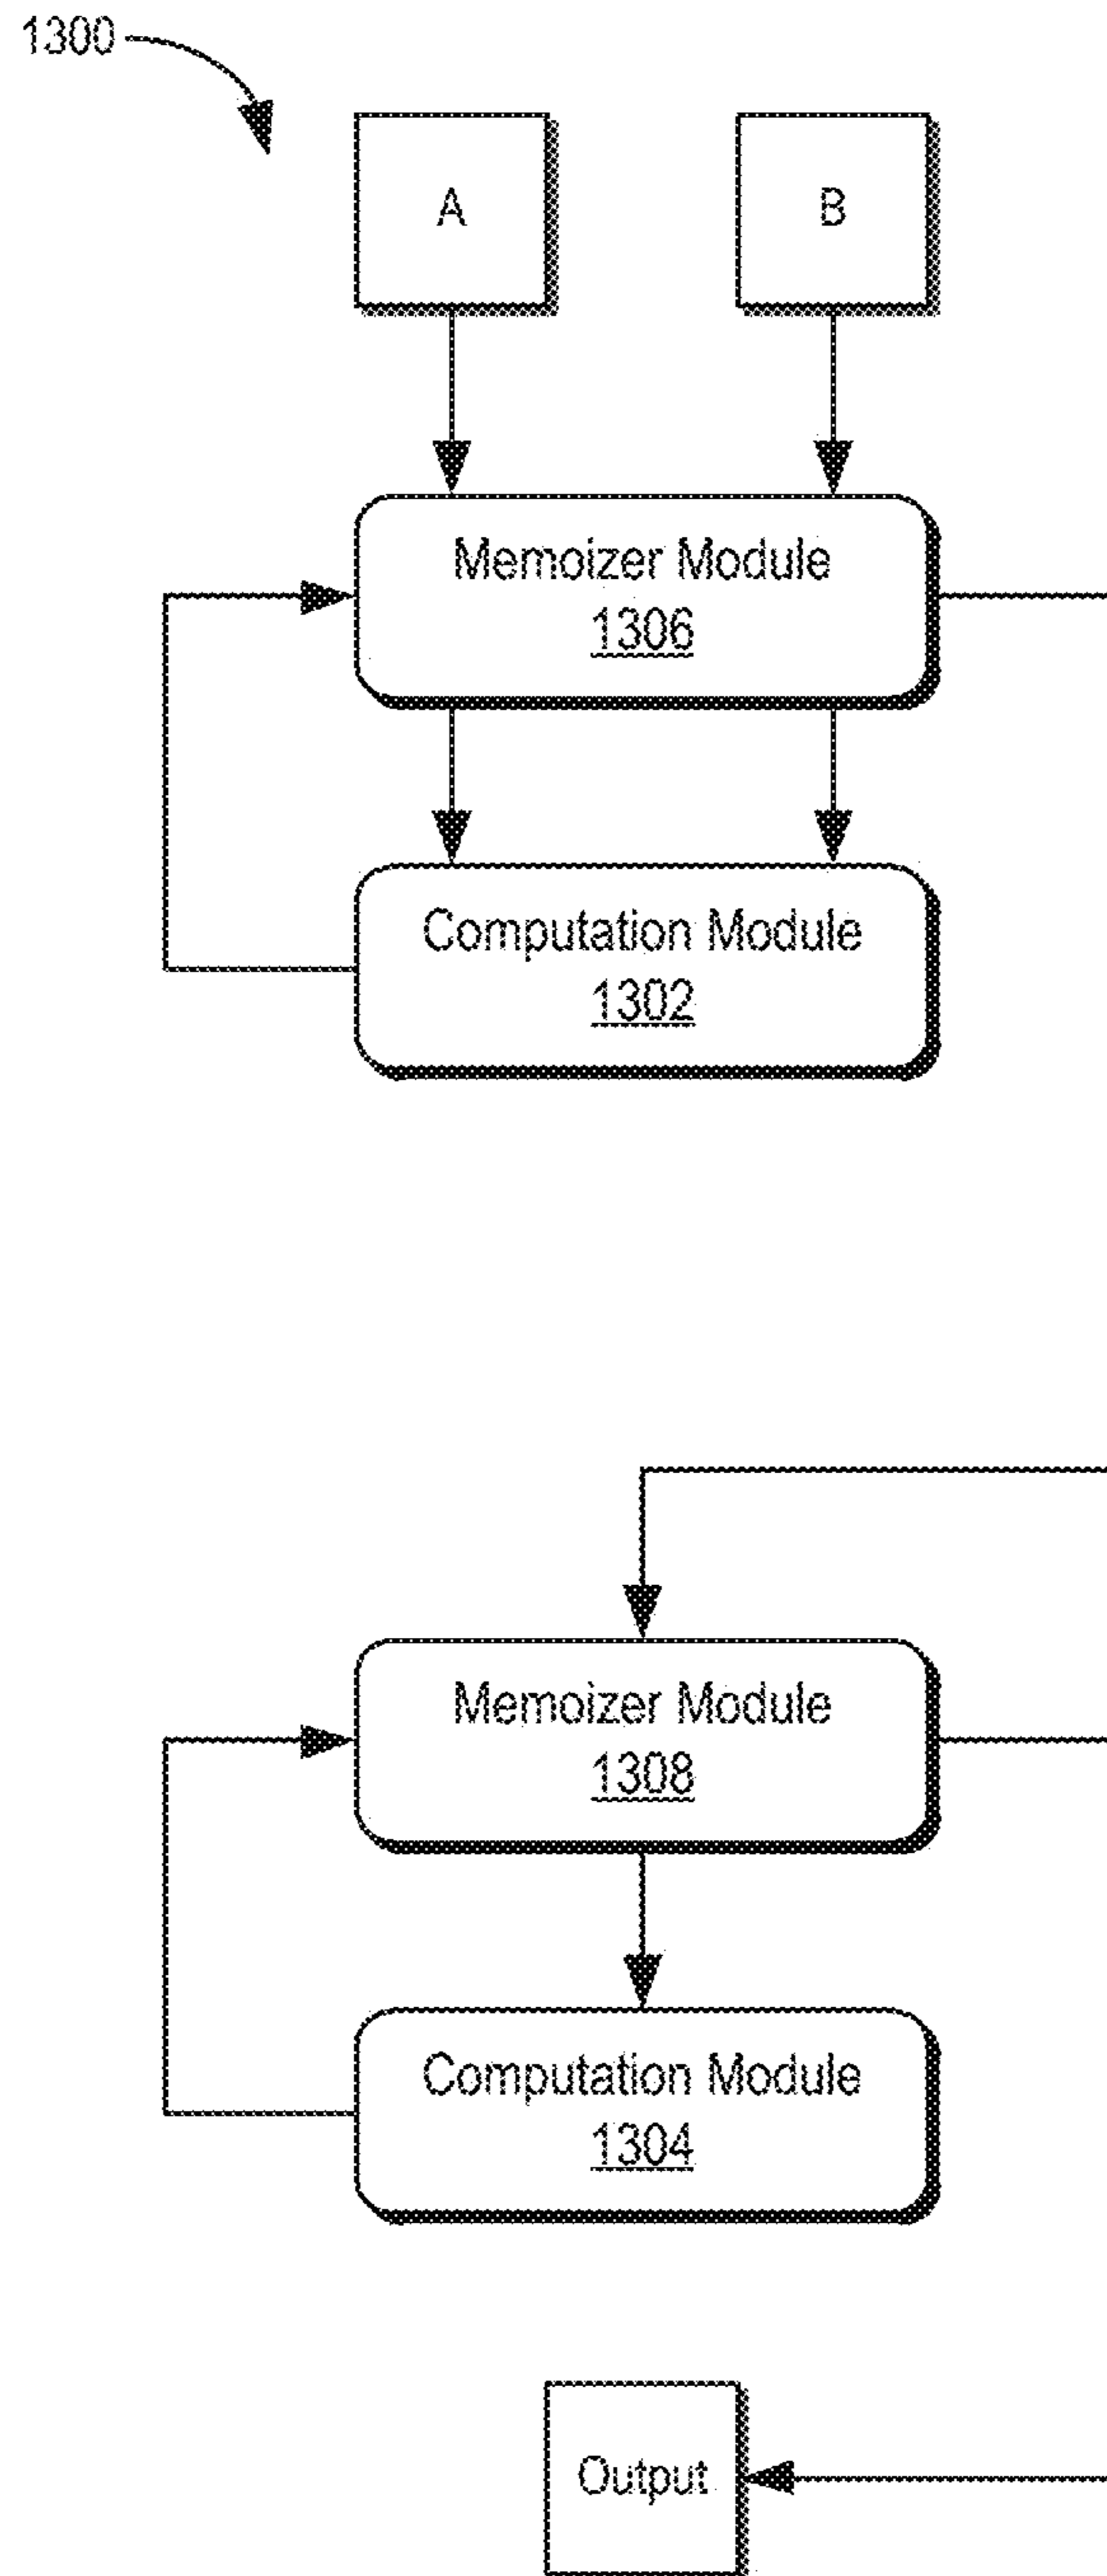 1300
A
B
Memoizer Module
1306
Computation Module
1302
Memoizer Module
1308
Computation Module
1304
Output